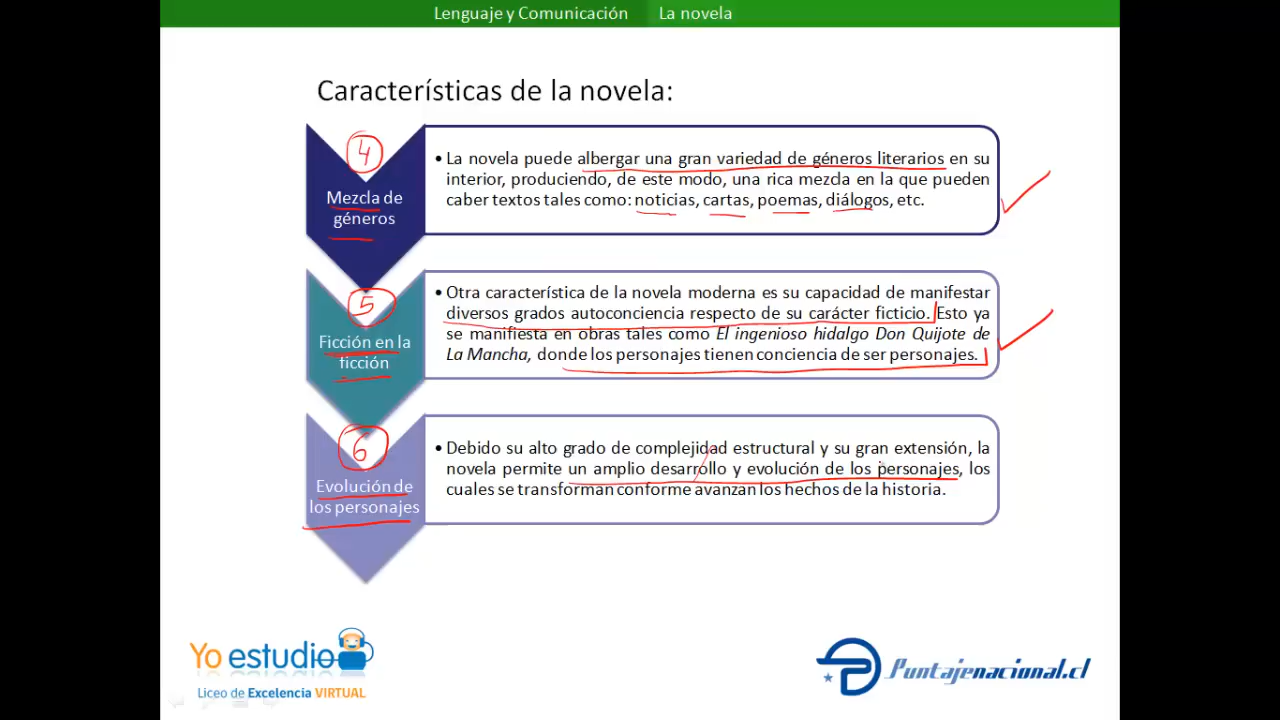 Lenguaje y Comunicación La novela
Características de la novela:
4
Mezcla de
géneros
• La novela puede albergar una gran variedad de géneros literarios en su
interior, produciendo, de este modo, una rica mezcla en la que pueden
caber textos tales como: noticias, cartas, poemas, diálogos, etc.
5
Ficción en la
ficción
• Otra característica de la novela moderna es su capacidad de manifestar
diversos grados autoconciencia respecto de su carácter ficticio. Esto ya
se manifiesta en obras tales como El ingenioso hidalgo Don Quijote de
La Mancha, donde los personajes tienen conciencia de ser personajes.
6
Evolución de
los personajes
• Debido su alto grado de complejidad estructural y su gran extensión, la
novela permite un amplio desarrollo y evolución de los personajes, los
cuales se transforman conforme avanzan los hechos de la historia.
Yo estudio
Liceo de Excelencia VIRTUAL
Puntajenacional.cl